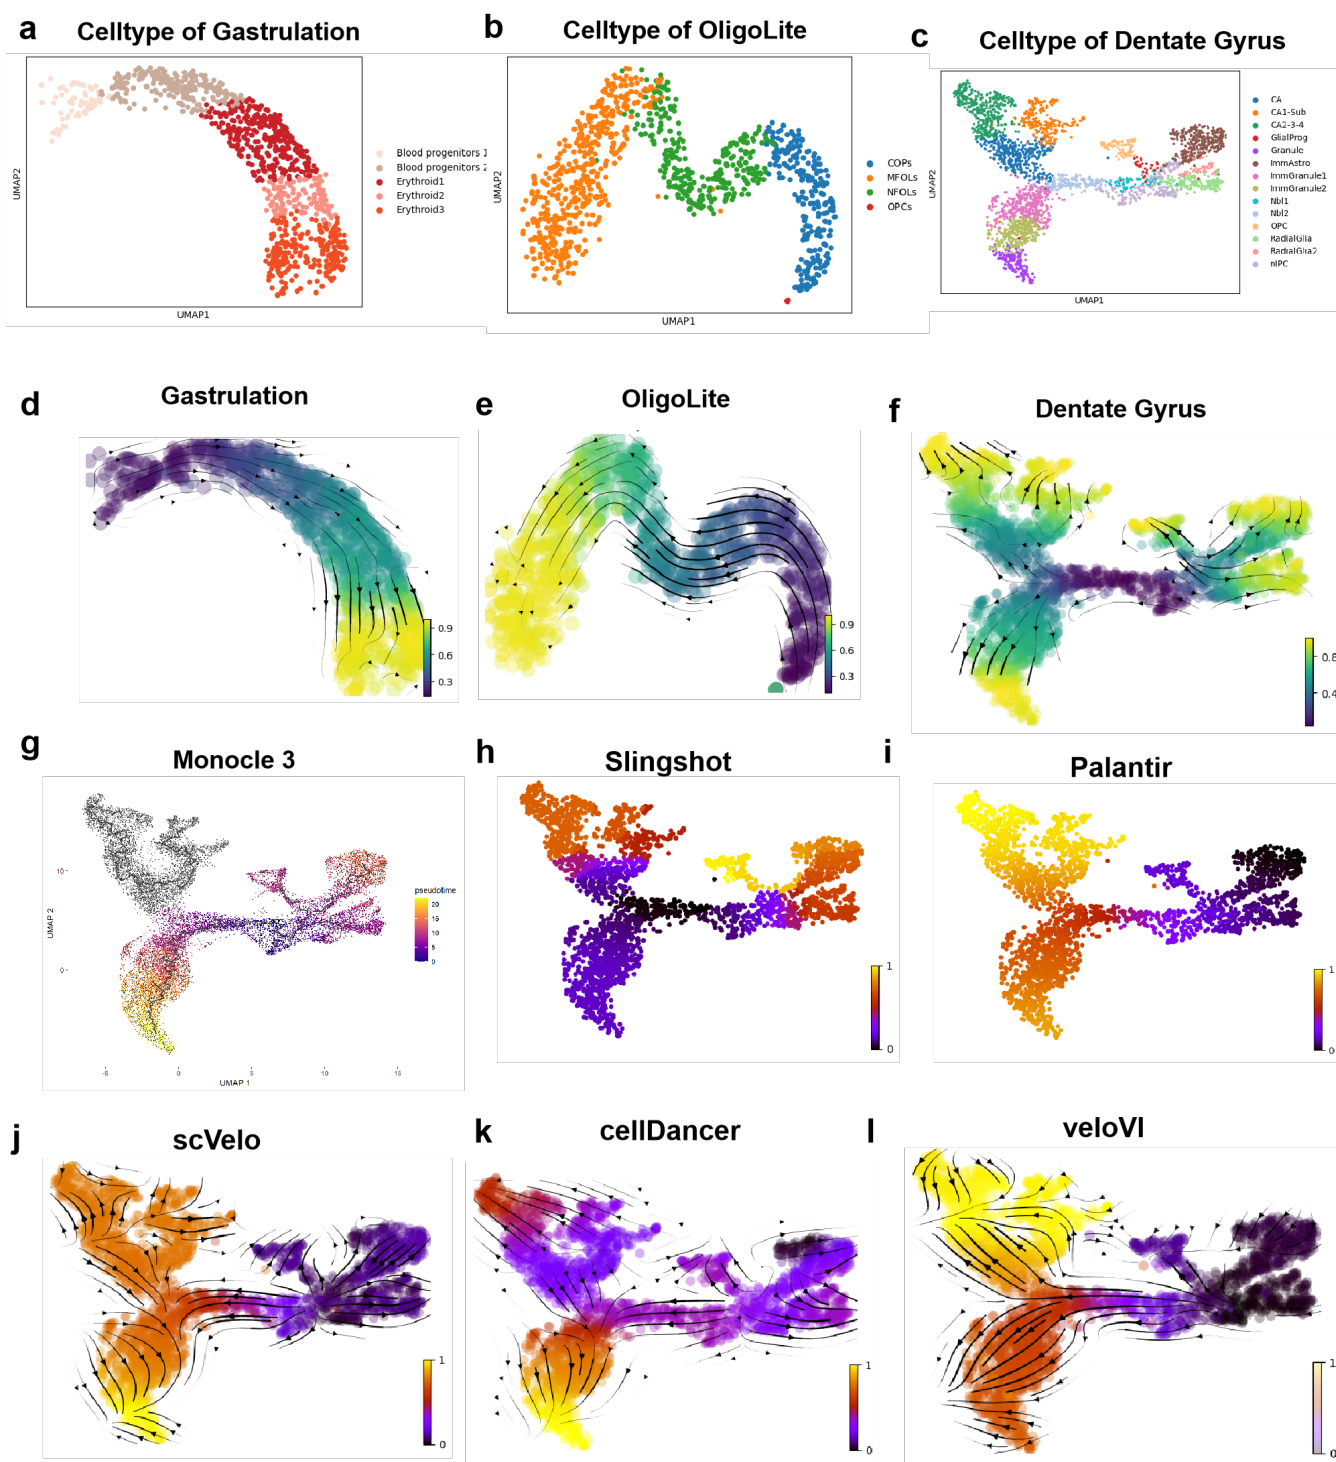 a Celltype of Gastrulation
UMAP2
UMAP1
Blood progenitors 1
Blood progenitors 2
Erythroid1
Erythroid2
Erythroid3
b Celltype of OligoLite
UMAP2
UMAP1
COPs
MFOLs
NFOLs
OPCs
c Celltype of Dentate Gyrus
UMAP2
UMAP1
CA
CA1-Sub
CA2-3-4
GlialProg
Granule
ImmAstro
ImmGranule1
ImmGranule2
Nbl1
Nbl2
OPC
RadialGlia
RadialGlia2
nIPC
d Gastrulation
0.9
0.6
0.3
e OligoLite
0.9
0.6
0.3
f Dentate Gyrus
0.8
0.4
g Monocle 3
UMAP 2
10
0
-5 0 5 10 15
UMAP 1
pseudotime
20
15
10
5
0
h Slingshot
1
0
i Palantir
1
0
j scVelo
1
0
k cellDancer
1
0
l veloVI
1
0